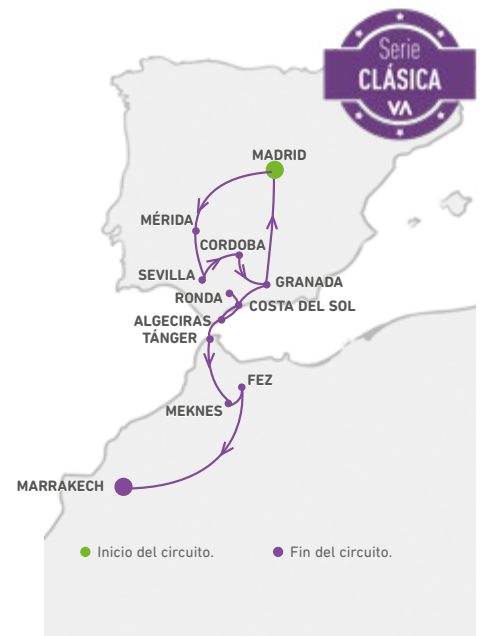 Serie
CLÁSICA
VA
MADRID
MÉRIDA
CORDOBA
SEVILLA
GRANADA
RONDA
COSTA DEL SOL
ALGECIRAS
TÁNGER
FEZ
MEKNES
MARRAKECH
Inicio del circuito.
Fin del circuito.